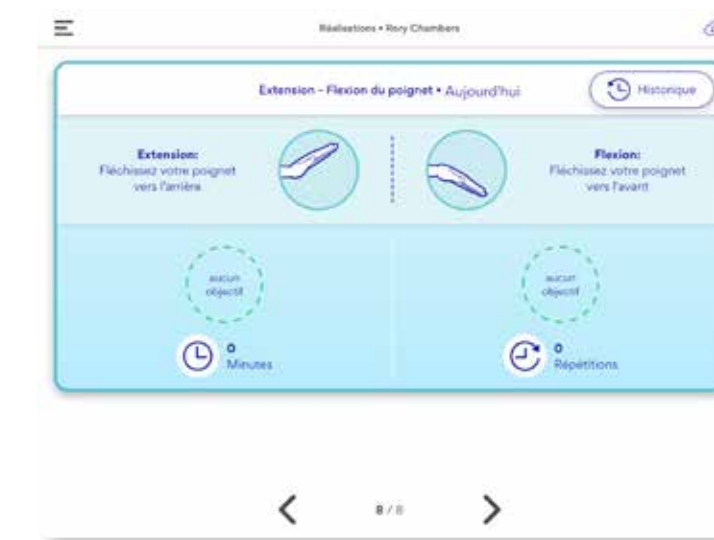 Réalisations • Rory Chambers
Extension - Flexion du poignet • Aujourd'hui
Historique
Extension:
Fléchissez votre poignet
vers l'arrière
Flexion:
Fléchissez votre poignet
vers l'avant
aucun
objectif
0
Minutes
aucun
objectif
0
Répétitions
8 / 8